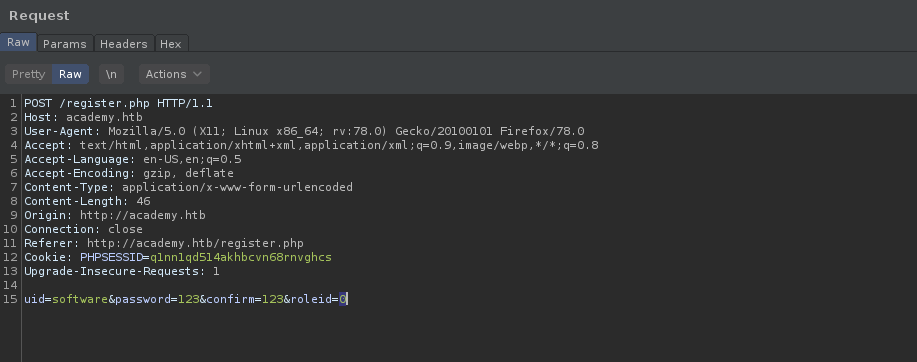 Request
Raw Params Headers Hex
Pretty Raw \n Actions
1 POST /register.php HTTP/1.1
2 Host: academy.htb
3 User-Agent: Mozilla/5.0 (X11; Linux x86_64; rv:78.0) Gecko/20100101 Firefox/78.0
4 Accept: text/html,application/xhtml+xml,application/xml;q=0.9,image/webp,*/*;q=0.8
5 Accept-Language: en-US,en;q=0.5
6 Accept-Encoding: gzip, deflate
7 Content-Type: application/x-www-form-urlencoded
8 Content-Length: 46
9 Origin: http://academy.htb
10 Connection: close
11 Referer: http://academy.htb/register.php
12 Cookie: PHPSESSID=q1nn1qd514akhbcvn68rnvghcs
13 Upgrade-Insecure-Requests: 1
14
15 uid=software&password=123&confirm=123&roleid=0